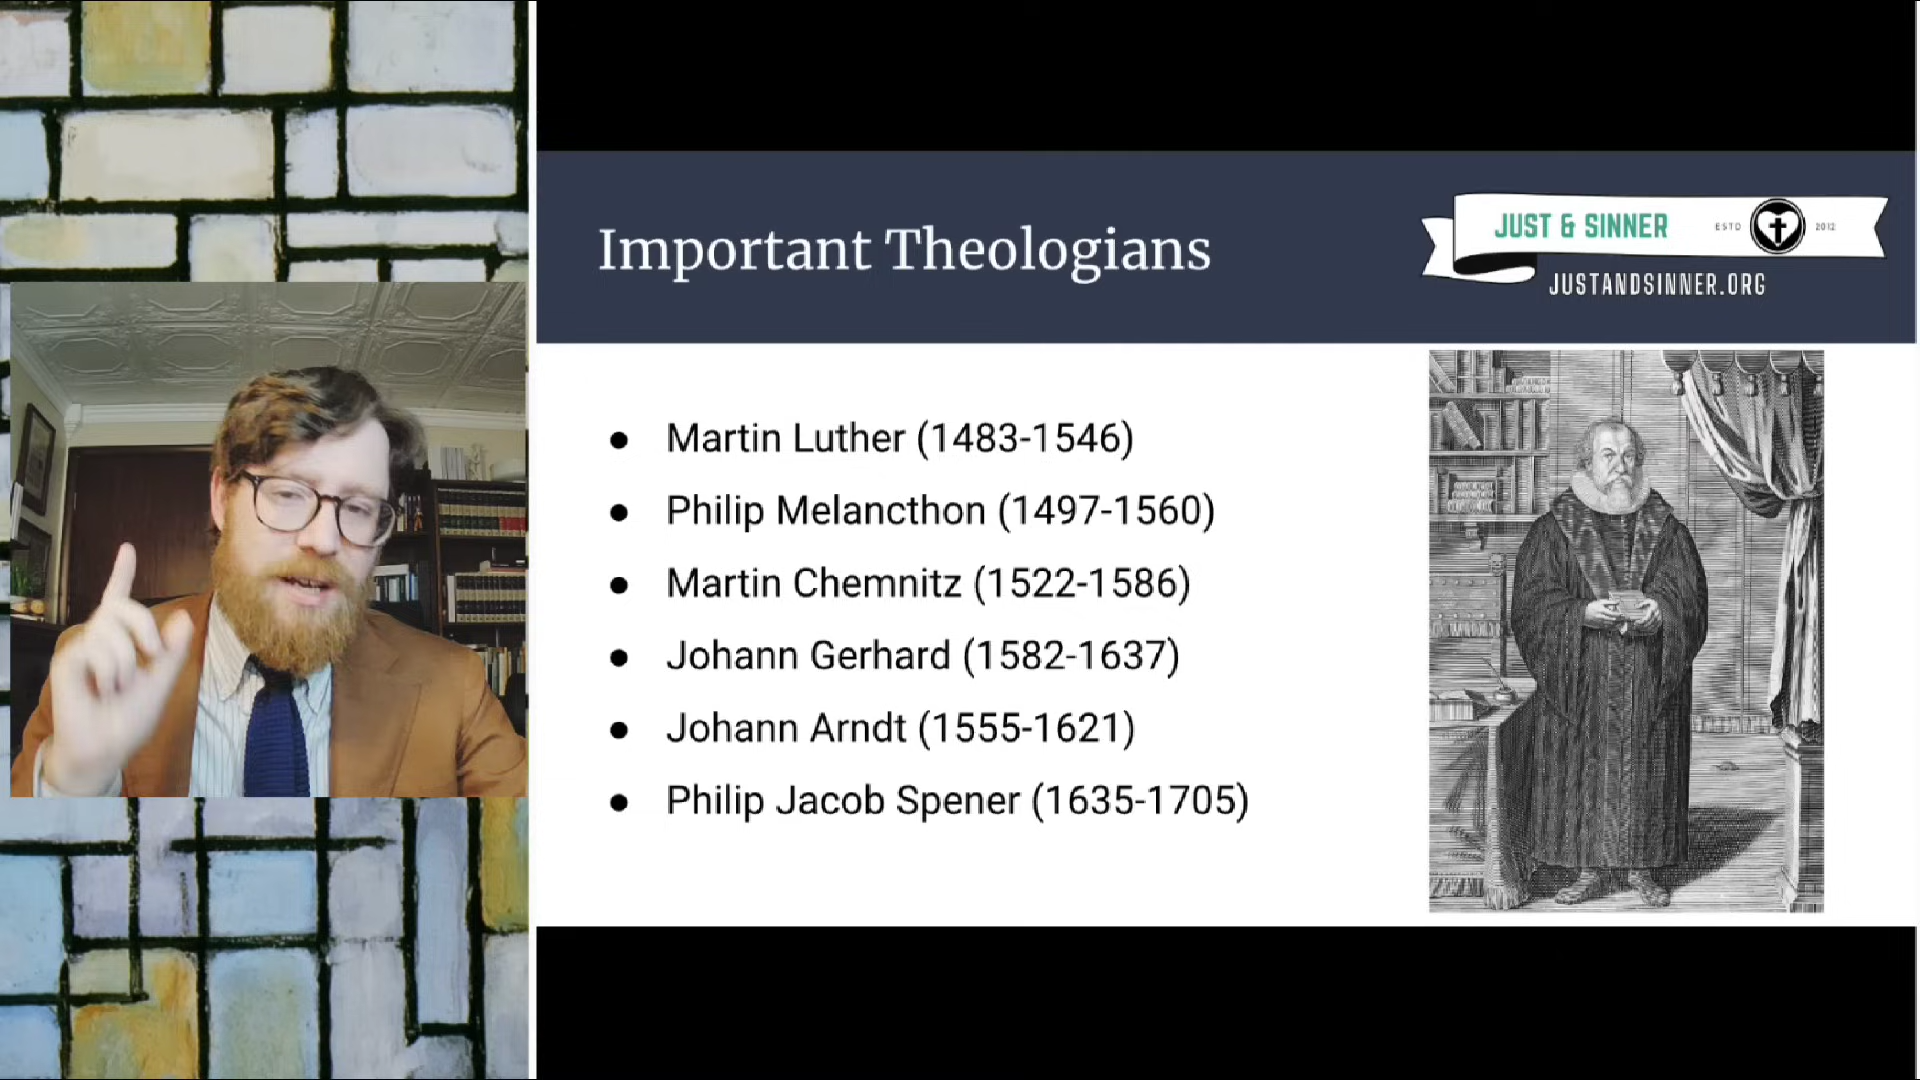 Important Theologians
JUST & SINNER
ESTD
2012
JUSTANDSINNER.ORG
● Martin Luther (1483-1546)
● Philip Melancthon (1497-1560)
● Martin Chemnitz (1522-1586)
● Johann Gerhard (1582-1637)
● Johann Arndt (1555-1621)
● Philip Jacob Spener (1635-1705)